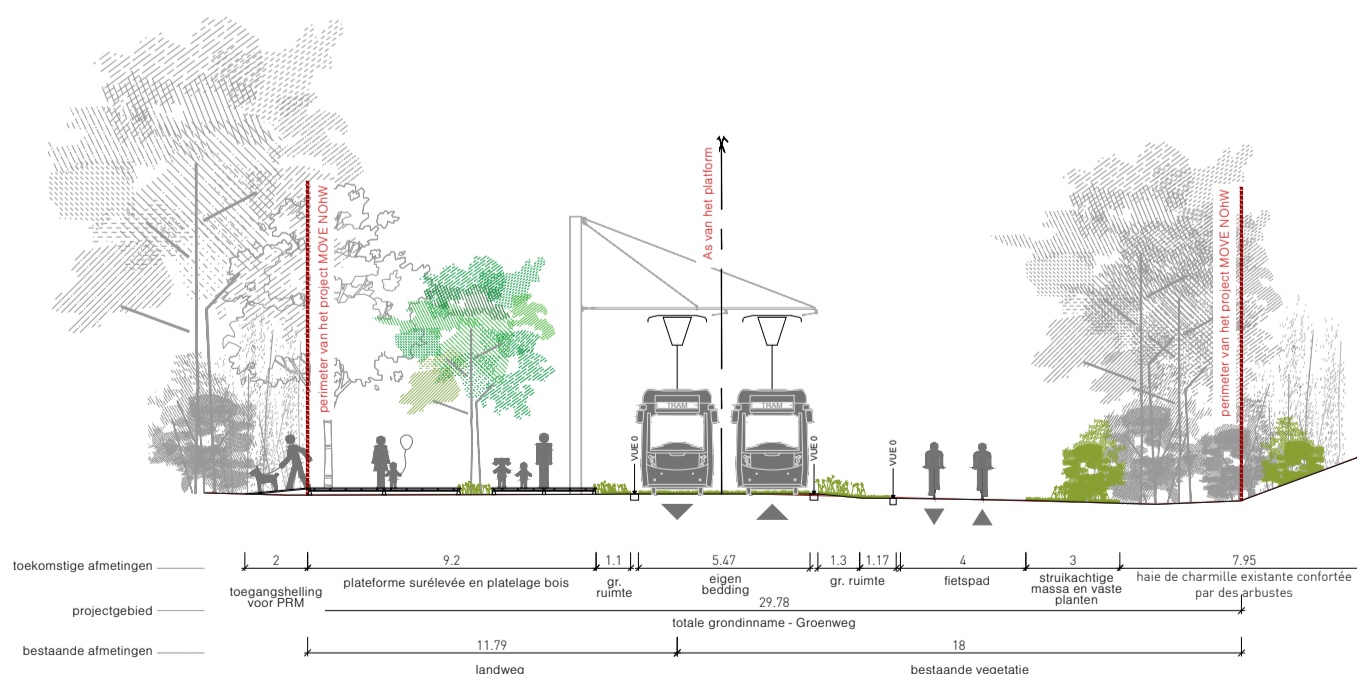 As van het platform
perimeter van het project MOVE NOhW
perimeter van het project MOVE NOhW
TRAM
TRAM
VUE 0
VUE 0
VUE 0
toekomstige afmetingen
2
9.2
1.1
5.47
1.3
1.17
4
3
7.95
toegangshelling
voor PRM
plateforme surélevée en platelage bois
gr.
ruimte
eigen
bedding
gr. ruimte
fietspad
struikachtige
massa en vaste
planten
haie de charmille existante confortée
par des arbustes
projectgebied
29.78
totale grondinname - Groenweg
bestaande afmetingen
11.79
18
landweg
bestaande vegetatie